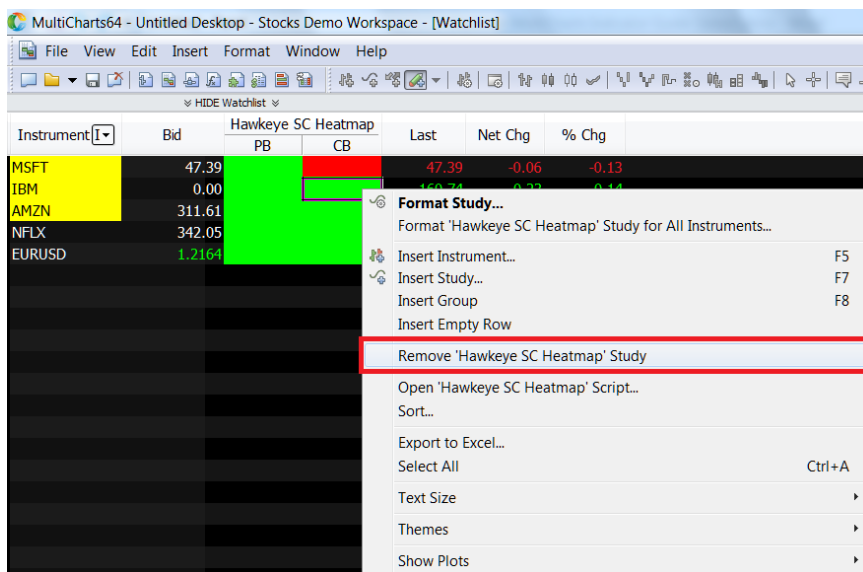 MultiCharts64 - Untitled Desktop - Stocks Demo Workspace - [Watchlist]
File View Edit Insert Format Window Help
HIDE Watchlist
Instrument Bid Hawkeye SC Heatmap Last Net Chg % Chg
PB CB
MSFT 47.39 47.39 -0.06 -0.13
IBM 0.00
AMZN 311.61
NFLX 342.05
EURUSD 1.2164
Format Study...
Format 'Hawkeye SC Heatmap' Study for All Instruments...
Insert Instrument... F5
Insert Study... F7
Insert Group F8
Insert Empty Row
Remove 'Hawkeye SC Heatmap' Study
Open 'Hawkeye SC Heatmap' Script...
Sort...
Export to Excel...
Select All Ctrl+A
Text Size
Themes
Show Plots